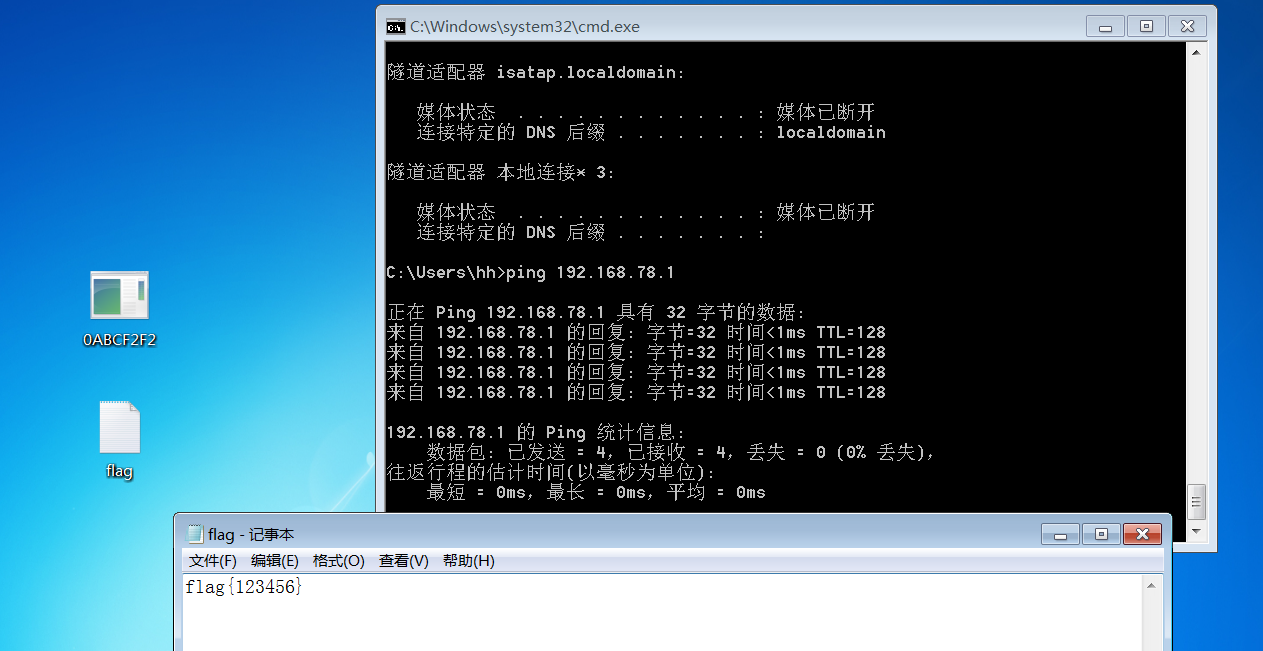 C:\Windows\system32\cmd.exe
隧道适配器 isatap.localdomain:
媒体状态 . . . . . . . . . . . . : 媒体已断开
连接特定的 DNS 后缀 . . . . . . . : localdomain
隧道适配器 本地连接* 3:
媒体状态 . . . . . . . . . . . . : 媒体已断开
连接特定的 DNS 后缀 . . . . . . . :
C:\Users\hh>ping 192.168.78.1
正在 Ping 192.168.78.1 具有 32 字节的数据:
来自 192.168.78.1 的回复: 字节=32 时间<1ms TTL=128
来自 192.168.78.1 的回复: 字节=32 时间<1ms TTL=128
来自 192.168.78.1 的回复: 字节=32 时间<1ms TTL=128
来自 192.168.78.1 的回复: 字节=32 时间<1ms TTL=128
192.168.78.1 的 Ping 统计信息:
数据包: 已发送 = 4，已接收 = 4，丢失 = 0 (0% 丢失)，
往返行程的估计时间(以毫秒为单位):
最短 = 0ms，最长 = 0ms，平均 = 0ms
0ABCF2F2
flag
flag - 记事本
文件(F) 编辑(E) 格式(O) 查看(V) 帮助(H)
flag{123456}